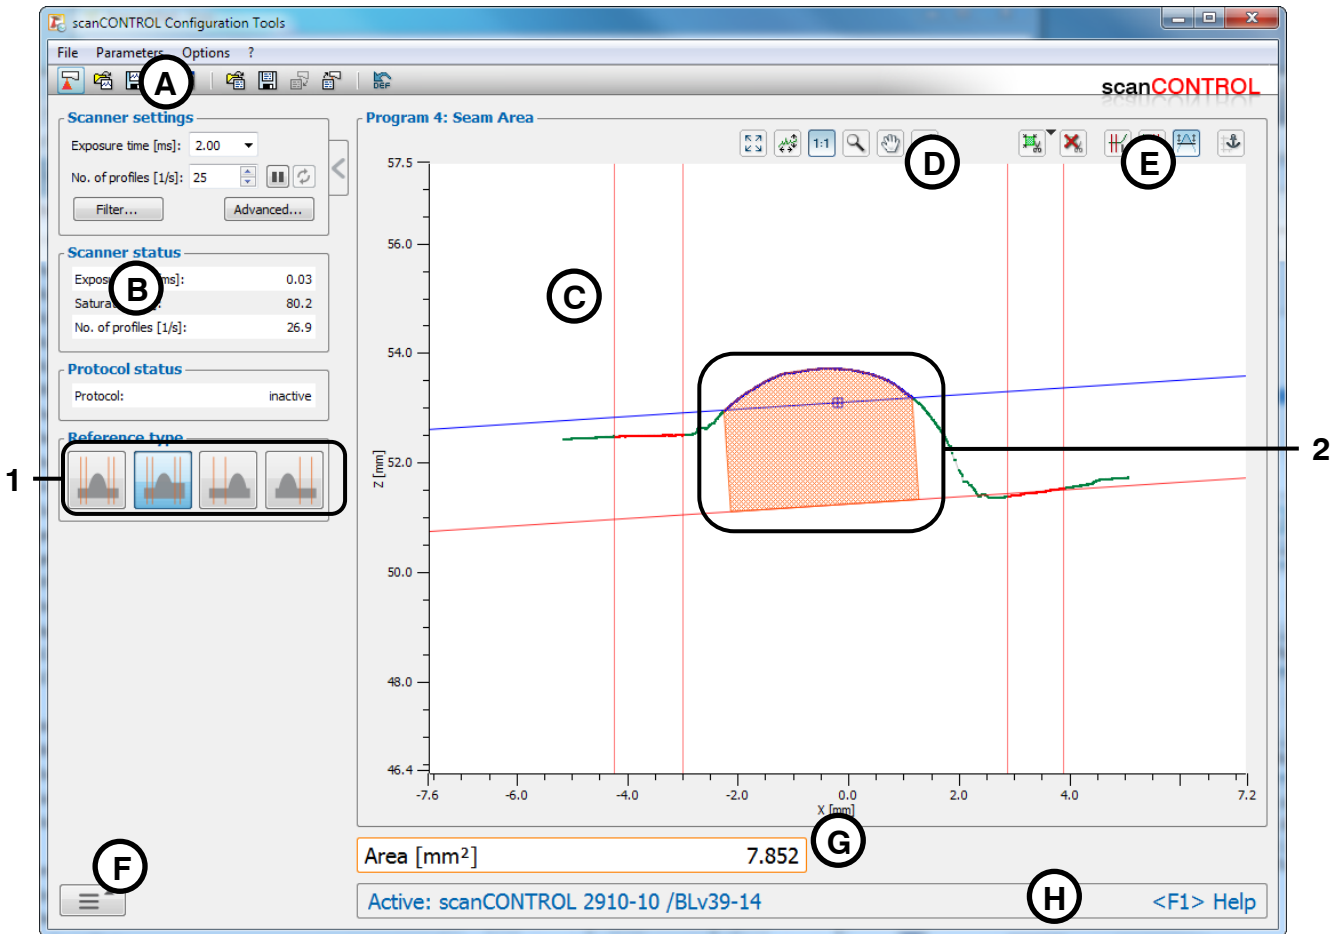 scanCONTROL Configuration Tools
File Parameters Options ?
A
DEF
scanCONTROL
Scanner settings
Exposure time [ms]: 2.00
No. of profiles [1/s]: 25
Filter... Advanced...
Scanner status
ms]: 0.03
80.2
No. of profiles [1/s]: 26.9
B
Protocol status
Protocol: inactive
Reference type
1
Program 4: Seam Area
1:1
D
E
C
2
57.5
56.0
54.0
52.0
50.0
48.0
46.4
Z [mm]
-7.6 -6.0 -4.0 -2.0 0.0 2.0 4.0 7.2
X [mm]
G
Area [mm²] 7.852
F
Active: scanCONTROL 2910-10 /BLv39-14 <F1> Help
H